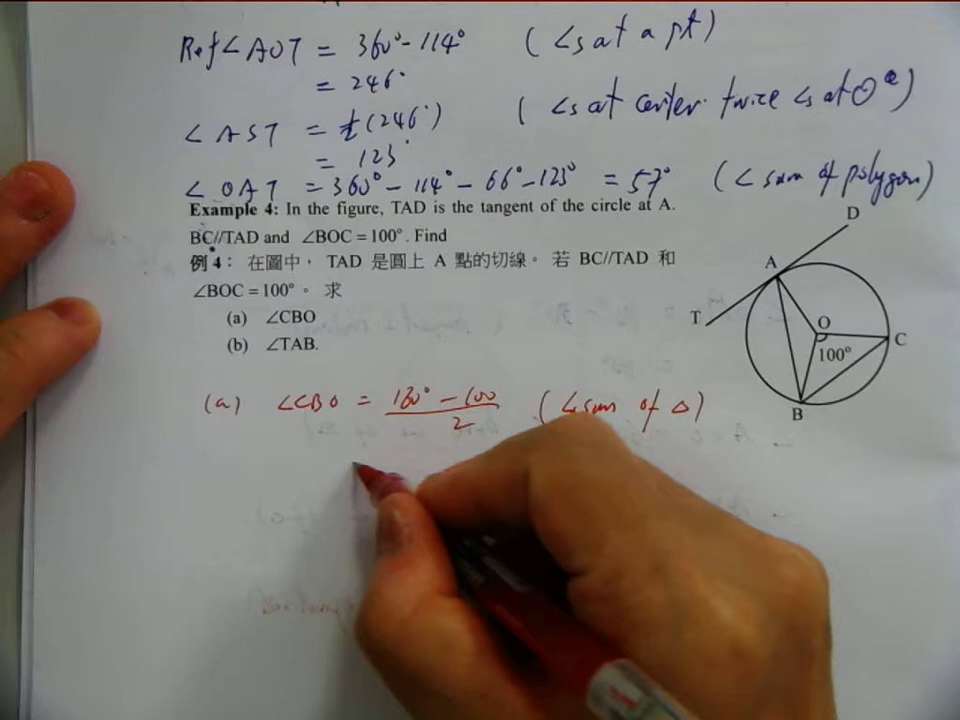 Ref∠AOT = 360° - 114° (∠s at a pt)
= 246°
∠AST = ½(246°) (∠s at center twice ∠s at ⊙ce)
= 123°
∠OAT = 360° - 114° - 66° - 123° = 57° (∠ sum of polygon)
Example 4: In the figure, TAD is the tangent of the circle at A.
BC//TAD and ∠BOC = 100°. Find
例 4： 在圖中， TAD 是圓上 A 點的切線。 若 BC//TAD 和
∠BOC = 100° 。 求
(a) ∠CBO
(b) ∠TAB.
D
A
T
O
C
100°
B
(a) ∠CBO = 180° - 100 / 2 (∠ sum of Δ)